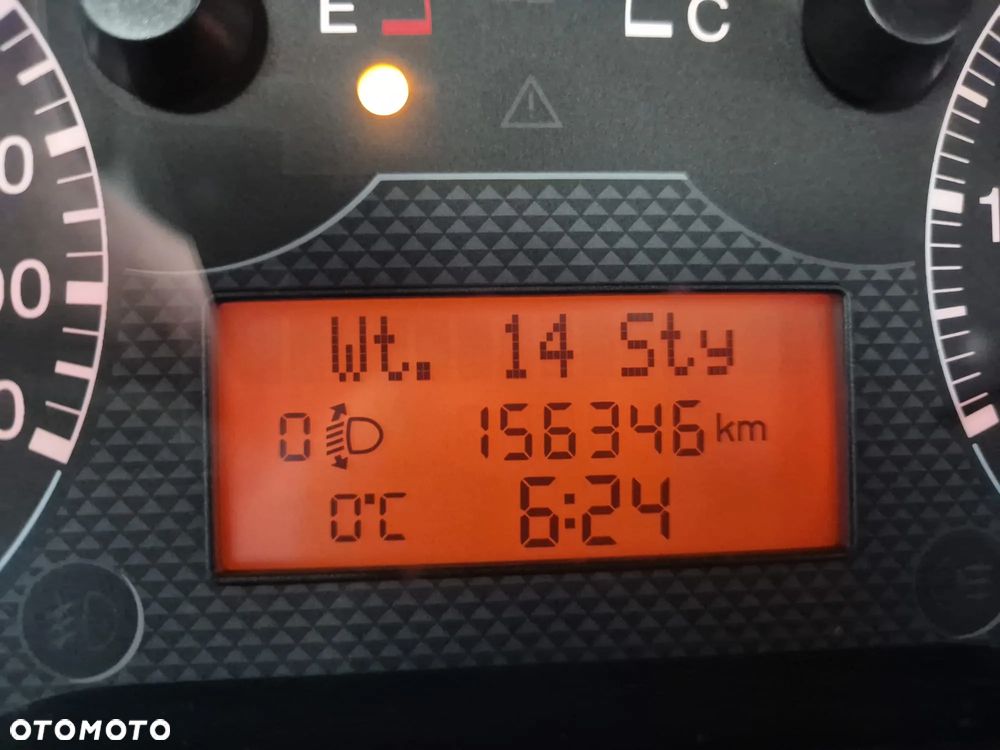 E C
Wt. 14 Sty
0 156346 km
0°C 6:24
OTOMOTO